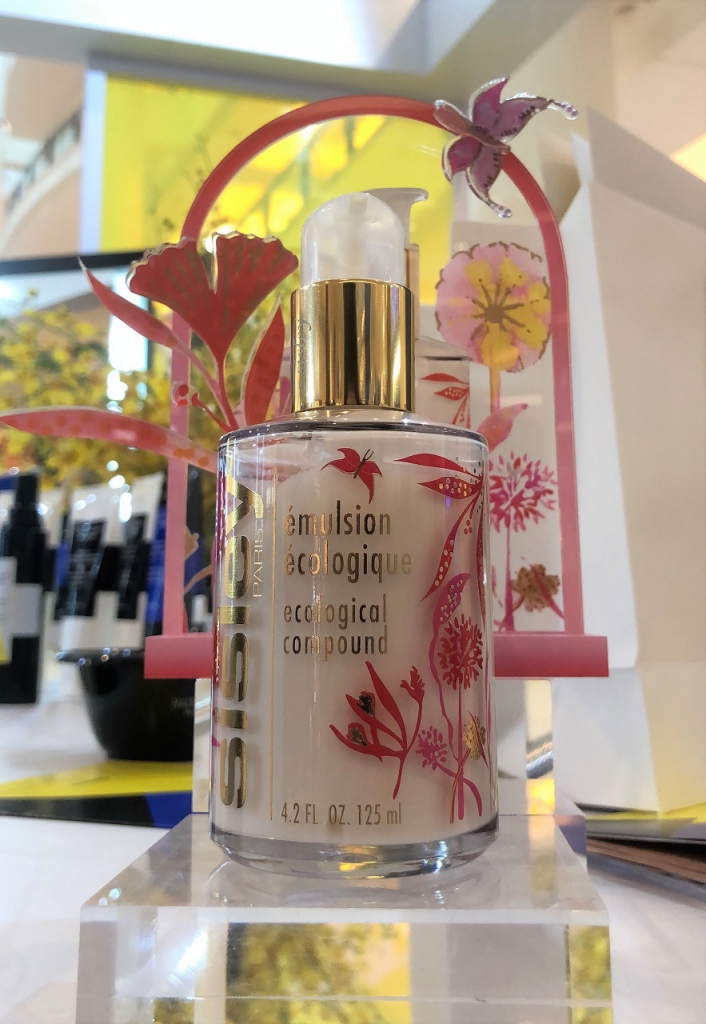 sisley
PARIS
émulsion
écologique
ecological
compound
4.2 FL. OZ. 125 ml